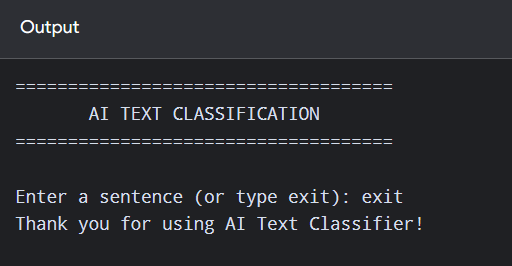 Output
====================================
AI TEXT CLASSIFICATION
====================================
Enter a sentence (or type exit): exit
Thank you for using AI Text Classifier!